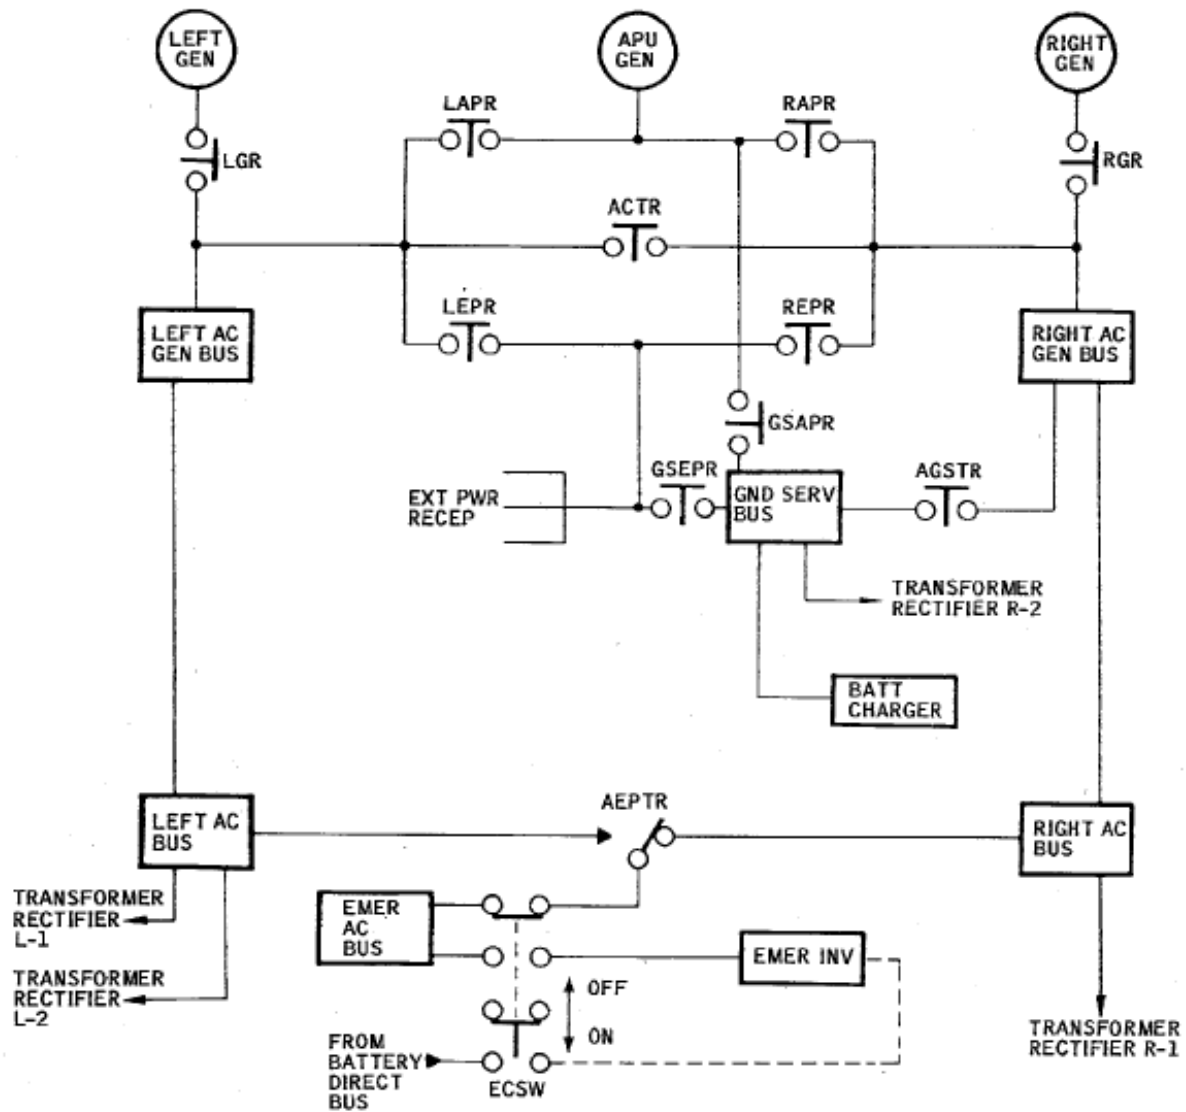 LEFT
GEN
APU
GEN
RIGHT
GEN
LAPR
RAPR
LGR
RGR
ACTR
LEPR
REPR
LEFT AC
GEN BUS
RIGHT AC
GEN BUS
GSAPR
GSEPR
AGSTR
EXT PWR
RECEP
GND SERV
BUS
TRANSFORMER
RECTIFIER R-2
BATT
CHARGER
AEPTR
LEFT AC
BUS
RIGHT AC
BUS
TRANSFORMER
RECTIFIER
L-1
EMER
AC
BUS
EMER INV
TRANSFORMER
RECTIFIER
L-2
OFF
ON
FROM
BATTERY
DIRECT
BUS
ECSW
TRANSFORMER
RECTIFIER R-1